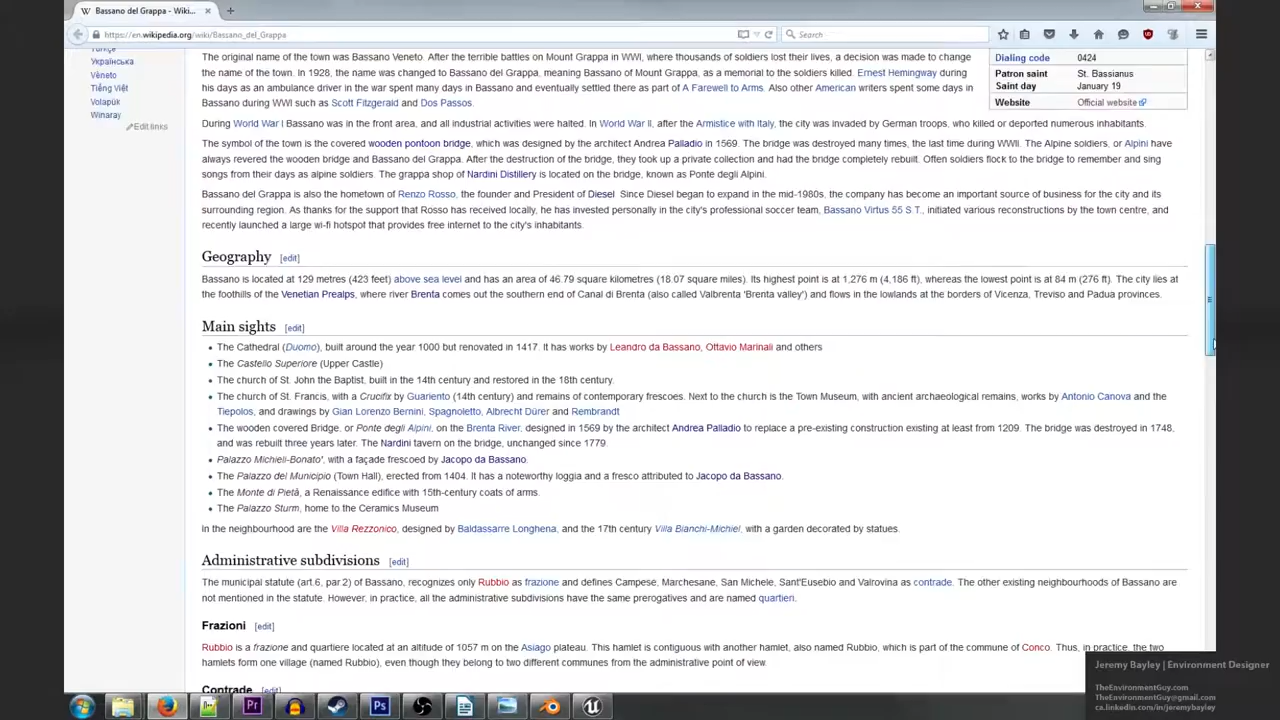 Bassano del Grappa - Wiki...
https://en.wikipedia.org/wiki/Bassano_del_Grappa
Search
Türkçe
Українська
Vèneto
Tiếng Việt
Volapük
Winaray
Edit links
The original name of the town was Bassano Veneto. After the terrible battles on Mount Grappa in WWI, where thousands of soldiers lost their lives, a decision was made to change
the name of the town. In 1928, the name was changed to Bassano del Grappa, meaning Bassano of Mount Grappa, as a memorial to the soldiers killed. Ernest Hemingway during
his days as an ambulance driver in the war spent many days in Bassano and eventually settled there as part of A Farewell to Arms. Also other American writers spent some days in
Bassano during WWI such as Scott Fitzgerald and Dos Passos.
Dialing code 0424
Patron saint St. Bassianus
Saint day January 19
Website Official website
During World War I Bassano was in the front area, and all industrial activities were halted. In World War II, after the Armistice with Italy, the city was invaded by German troops, who killed or deported numerous inhabitants.
The symbol of the town is the covered wooden pontoon bridge, which was designed by the architect Andrea Palladio in 1569. The bridge was destroyed many times, the last time during WWII. The Alpine soldiers, or Alpini have
always revered the wooden bridge and Bassano del Grappa. After the destruction of the bridge, they took up a private collection and had the bridge completely rebuilt. Often soldiers flock to the bridge to remember and sing
songs from their days as alpine soldiers. The grappa shop of Nardini Distillery is located on the bridge, known as Ponte degli Alpini.
Bassano del Grappa is also the hometown of Renzo Rosso, the founder and President of Diesel. Since Diesel began to expand in the mid-1980s, the company has become an important source of business for the city and its
surrounding region. As thanks for the support that Rosso has received locally, he has invested personally in the city's professional soccer team, Bassano Virtus 55 S.T., initiated various reconstructions by the town centre, and
recently launched a large wi-fi hotspot that provides free internet to the city's inhabitants.
Geography [edit]
Bassano is located at 129 metres (423 feet) above sea level and has an area of 46.79 square kilometres (18.07 square miles). Its highest point is at 1,276 m (4,186 ft), whereas the lowest point is at 84 m (276 ft). The city lies at
the foothills of the Venetian Prealps, where river Brenta comes out the southern end of Canal di Brenta (also called Valbrenta 'Brenta valley') and flows in the lowlands at the borders of Vicenza, Treviso and Padua provinces.
Main sights [edit]
The Cathedral (Duomo), built around the year 1000 but renovated in 1417. It has works by Leandro da Bassano, Ottavio Marinali and others
The Castello Superiore (Upper Castle)
The church of St. John the Baptist, built in the 14th century and restored in the 18th century.
The church of St. Francis, with a Crucifix by Guariento (14th century) and remains of contemporary frescoes. Next to the church is the Town Museum, with ancient archaeological remains, works by Antonio Canova and the
Tiepolos, and drawings by Gian Lorenzo Bernini, Spagnoletto, Albrecht Dürer and Rembrandt
The wooden covered Bridge, or Ponte degli Alpini, on the Brenta River, designed in 1569 by the architect Andrea Palladio to replace a pre-existing construction existing at least from 1209. The bridge was destroyed in 1748,
and was rebuilt three years later. The Nardini tavern on the bridge, unchanged since 1779.
Palazzo Michieli-Bonato', with a façade frescoed by Jacopo da Bassano.
The Palazzo del Municipio (Town Hall), erected from 1404. It has a noteworthy loggia and a fresco attributed to Jacopo da Bassano.
The Monte di Pietà, a Renaissance edifice with 15th-century coats of arms.
The Palazzo Sturm, home to the Ceramics Museum
In the neighbourhood are the Villa Rezzonico, designed by Baldassarre Longhena, and the 17th century Villa Bianchi-Michiel, with a garden decorated by statues.
Administrative subdivisions [edit]
The municipal statute (art.6, par.2) of Bassano, recognizes only Rubbio as frazione and defines Campese, Marchesane, San Michele, Sant'Eusebio and Valrovina as contrade. The other existing neighbourhoods of Bassano are
not mentioned in the statute. However, in practice, all the administrative subdivisions have the same prerogatives and are named quartieri.
Frazioni [edit]
Rubbio is a frazione and quartiere located at an altitude of 1057 m on the Asiago plateau. This hamlet is contiguous with another hamlet, also named Rubbio, which is part of the commune of Conco. Thus, in practice, the two
hamlets form one village (named Rubbio), even though they belong to two different communes from the administrative point of view.
Contrade [edit]
Jeremy Bayley | Environment Designer
TheEnvironmentGuy.com
TheEnvironmentGuy@gmail.com
ca.linkedin.com/in/jeremybayley
Pr
Ps